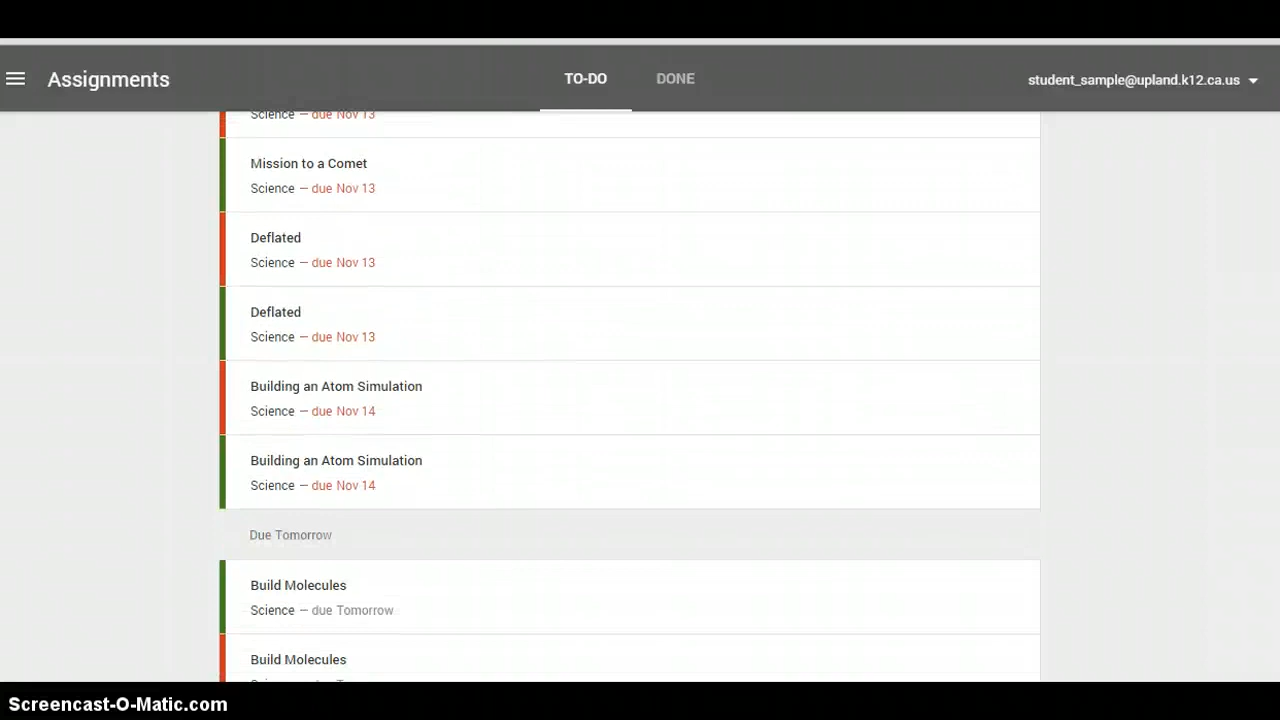 Assignments
TO-DO
DONE
student_sample@upland.k12.ca.us
Science — due Nov 13
Mission to a Comet
Science — due Nov 13
Deflated
Science — due Nov 13
Deflated
Science — due Nov 13
Building an Atom Simulation
Science — due Nov 14
Building an Atom Simulation
Science — due Nov 14
Due Tomorrow
Build Molecules
Science — due Tomorrow
Build Molecules
Screencast-O-Matic.com